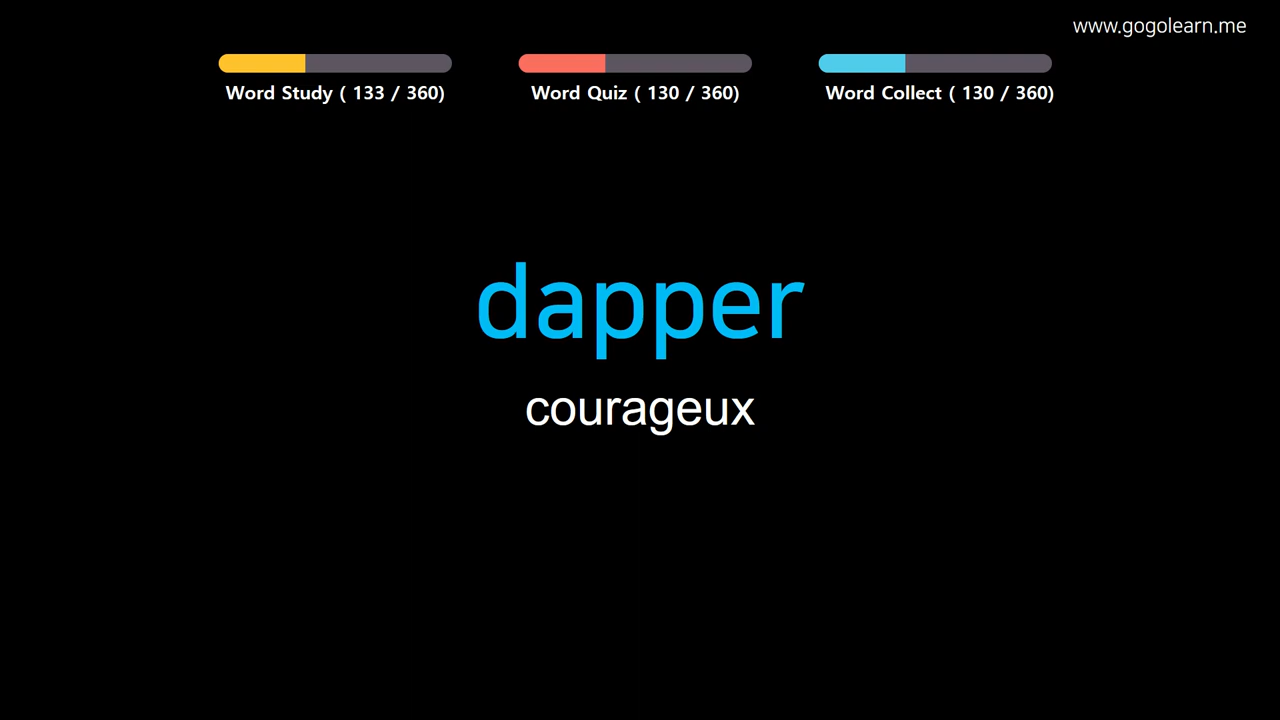 www.gogolearn.me
Word Study ( 133 / 360)
Word Quiz ( 130 / 360)
Word Collect ( 130 / 360)
dapper
courageux